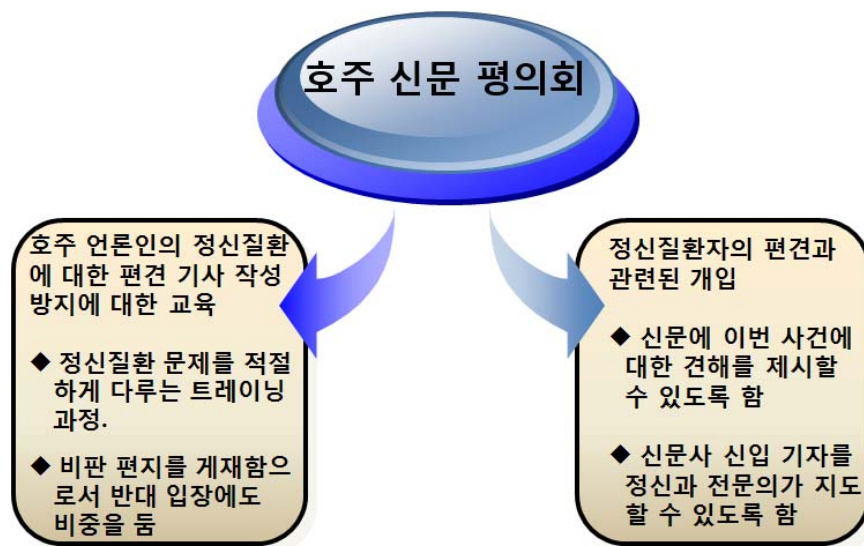 호주 신문 평의회
호주 언론인의 정신질환
에 대한 편견 기사 작성
방지에 대한 교육
◆ 정신질환 문제를 적절
하게 다루는 트레이닝
과정.
◆ 비판 편지를 게재함으
로서 반대 입장에도
비중을 둠
정신질환자의 편견과
관련된 개입
◆ 신문에 이번 사건에
대한 견해를 제시할
수 있도록 함
◆ 신문사 신입 기자를
정신과 전문의가 지도
할 수 있도록 함